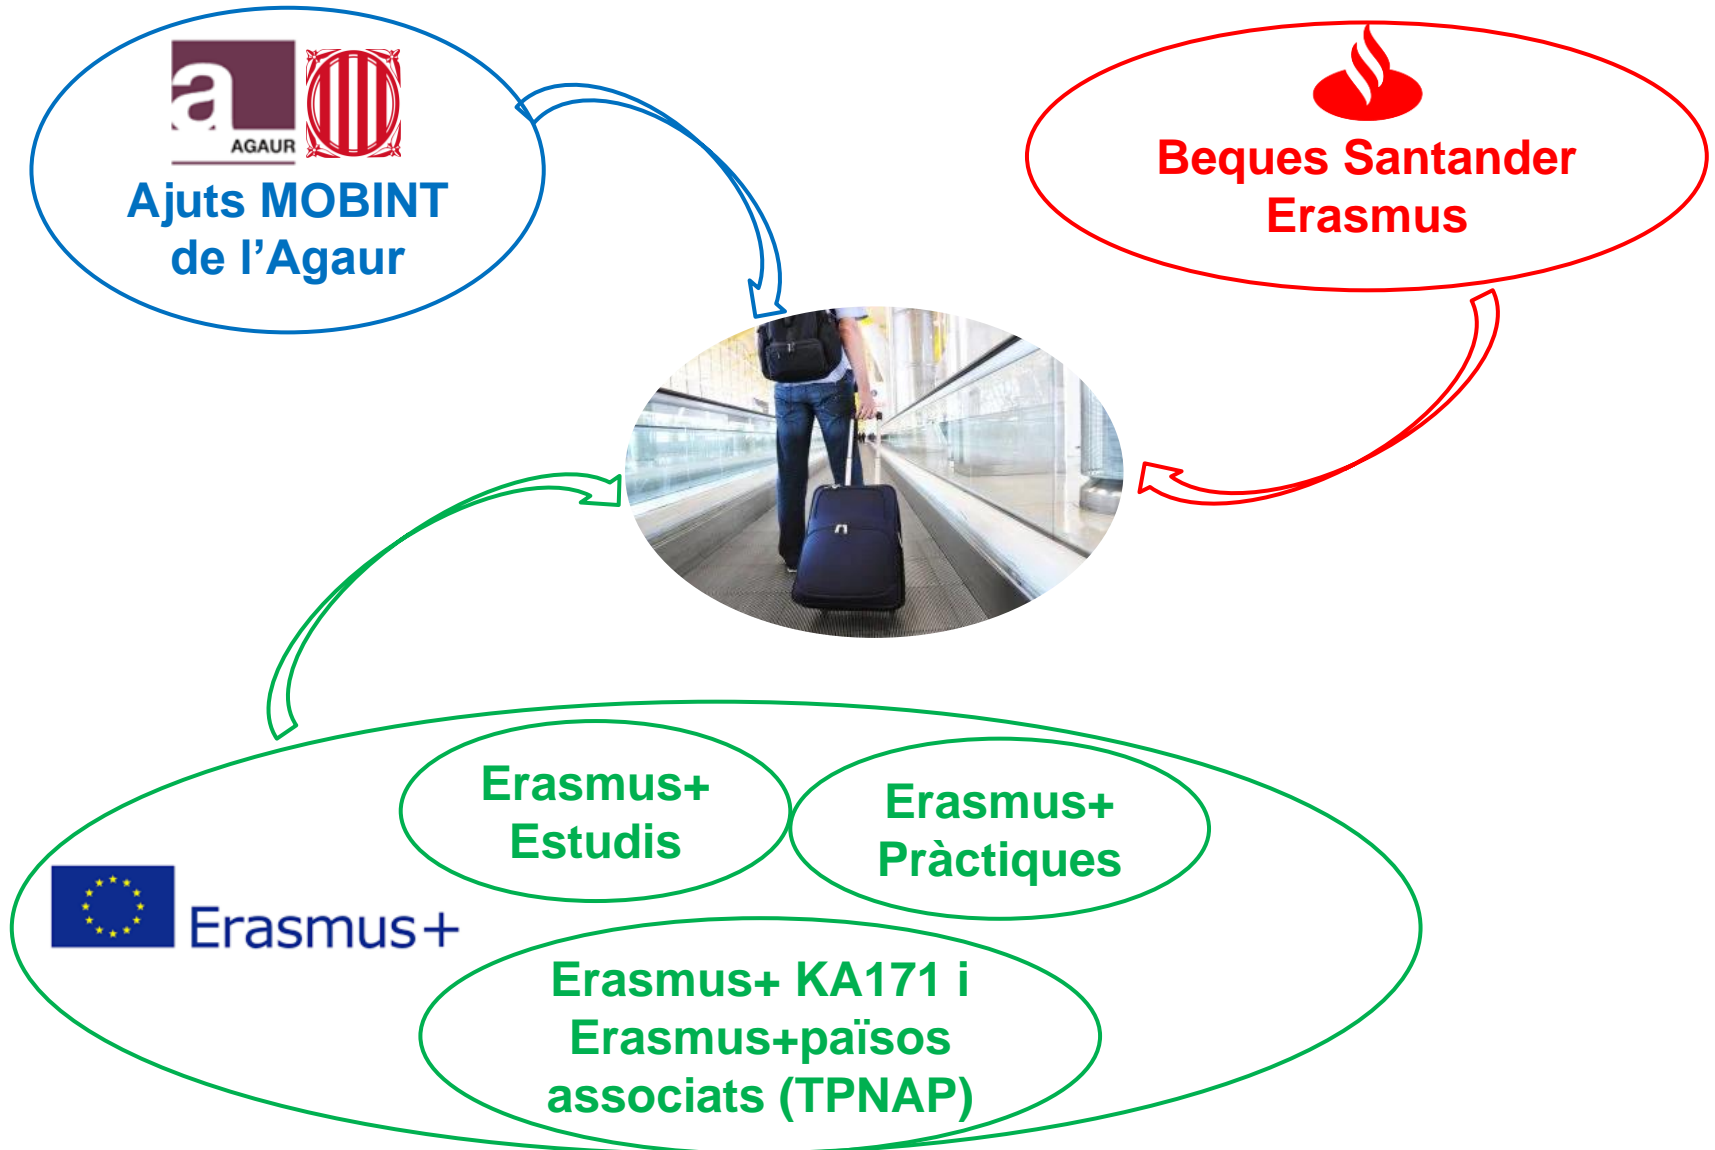 a
AGAUR
Ajuts MOBINT
de l’Agaur
Beques Santander
Erasmus
Erasmus+
Estudis
Erasmus+
Pràctiques
Erasmus+
Erasmus+ KA171 i
Erasmus+països
associats (TPNAP)